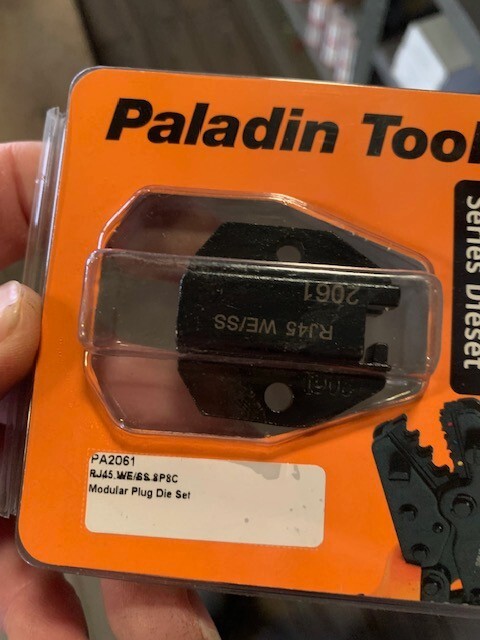 Paladin Tool
Series Dieset
2061
RJ45 WE/SS
2061
PA2061
RJ45 WE/SS 8P8C
Modular Plug Die Set